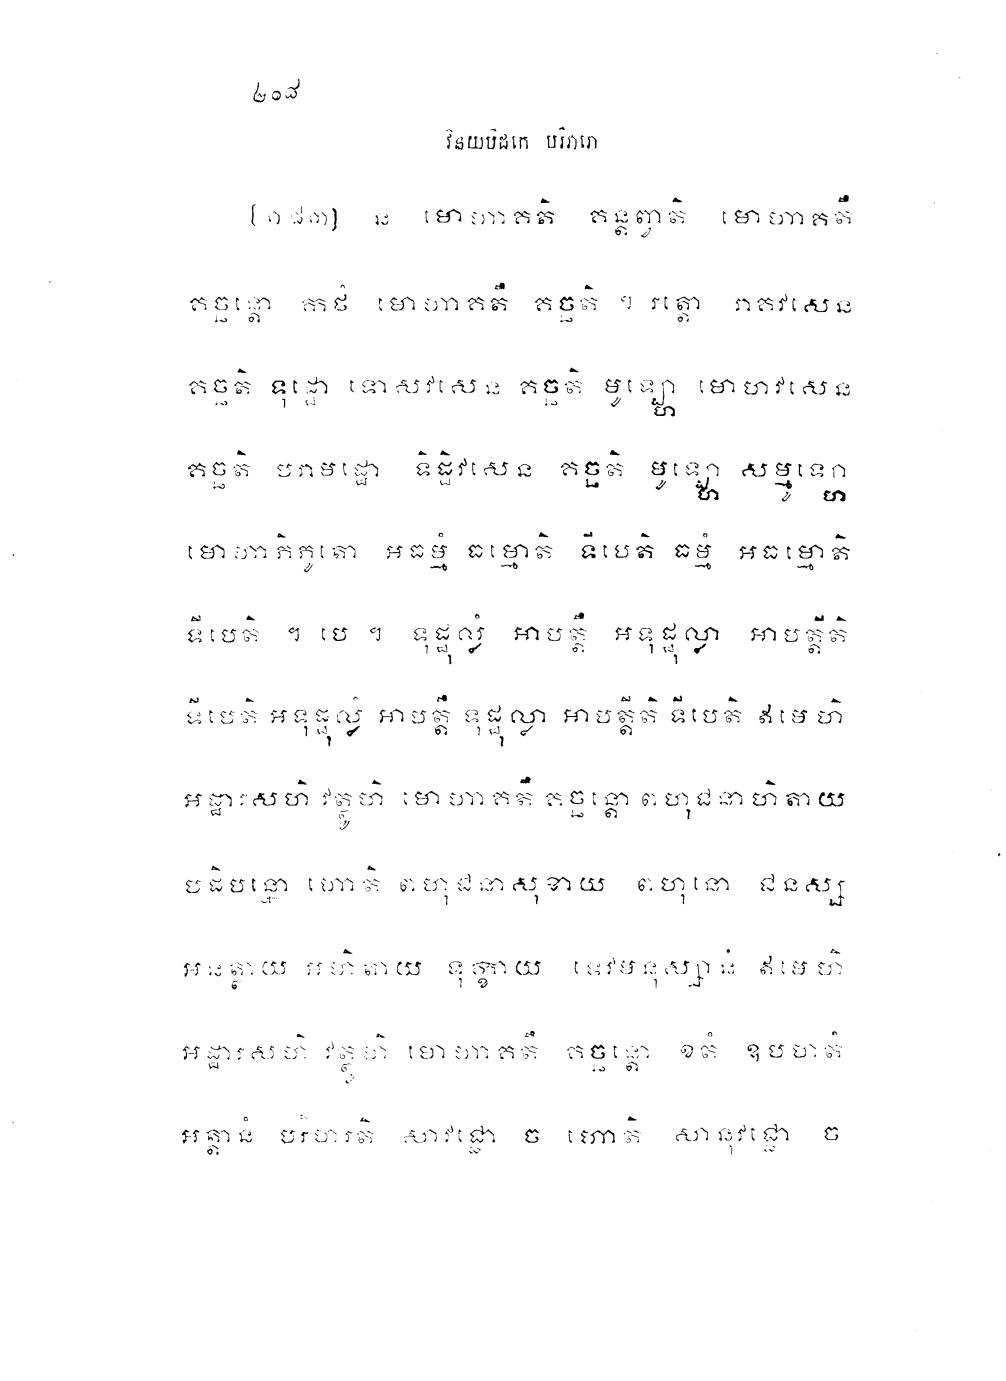 ៤០៨
វិនយបិដកេ បរិវារោ
ន មោហាគតិ គន្តព្វាតិ មោហាគតឹ
គច្ឆន្តោ កថំ មោហាគតឹ គច្ឆតិ ។ រត្តោ រាគវសេន
គច្ឆតិ ទុដ្ឋោ ទោសវសេន គច្ឆតិ មូឡ្ហោ មោហវសេន
គច្ឆតិ បរាមដ្ឋោ ទិដ្ឋិវសេន គច្ឆតិ មូឡ្ហោ សម្មូឡ្ហោ
មោហាភិភូតោ អធម្មំ ធម្មោតិ ទីបេតិ ធម្មំ អធម្មោតិ
ទីបេតិ ។ បេ ។ ទុដ្ឋុល្លំ អាបត្តឹ អទុដ្ឋុល្លា អាបត្តីតិ
ទីបេតិ អទុដ្ឋុល្លំ អាបត្តឹ ទុដ្ឋុល្លា អាបត្តីតិ ទីបេតិ ឥមេហិ
អដ្ឋារសហិ វត្ថូហិ មោហាគតឹ គច្ឆន្តោ ពហុជនាហិតាយ
បដិបន្នោ ហោតិ ពហុជនាសុខាយ ពហុនោ ជនស្ស
អនត្ថាយ អហិតាយ ទុក្ខាយ ទេវមនុស្សានំ ឥមេហិ
អដ្ឋារសហិ វត្ថូហិ មោហាគតឹ គច្ឆន្តោ ខតំ ឧបហតំ
អត្តានំ បរិហរតិ សាវជ្ជោ ច ហោតិ សានុវជ្ជោ ច